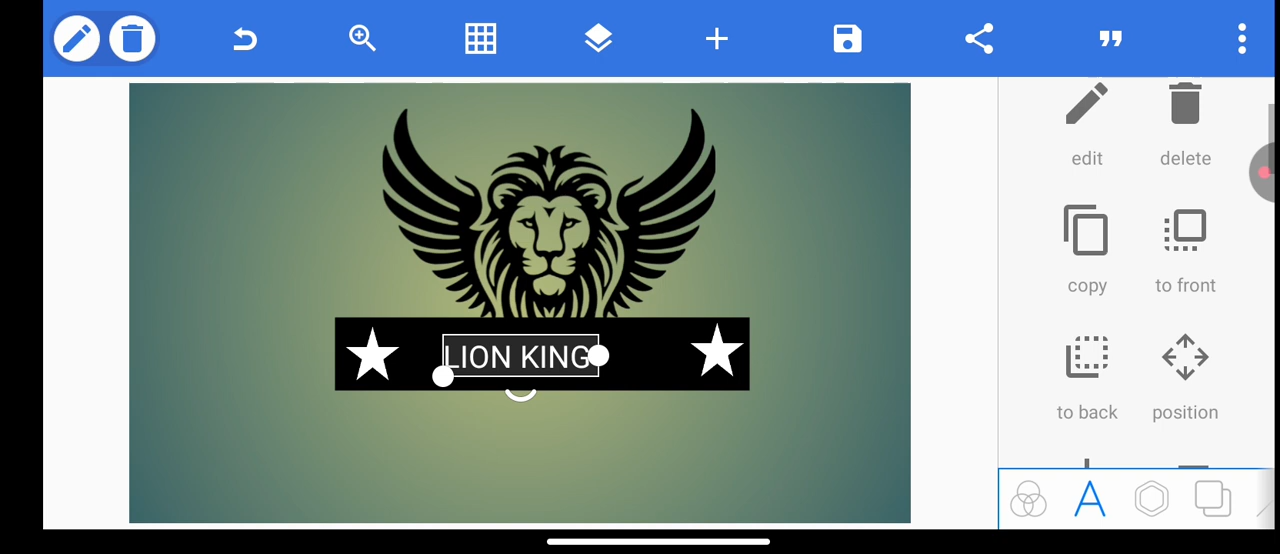 edit
delete
LION KING
copy
to front
to back
position